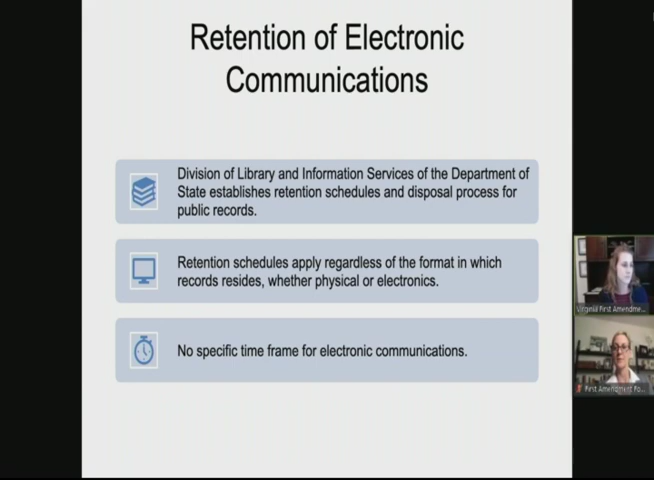 Retention of Electronic
Communications
Division of Library and Information Services of the Department of
State establishes retention schedules and disposal process for
public records.
Retention schedules apply regardless of the format in which
records resides, whether physical or electronics.
No specific time frame for electronic communications.
Virginia First Amendme...
First Amendment Fo...